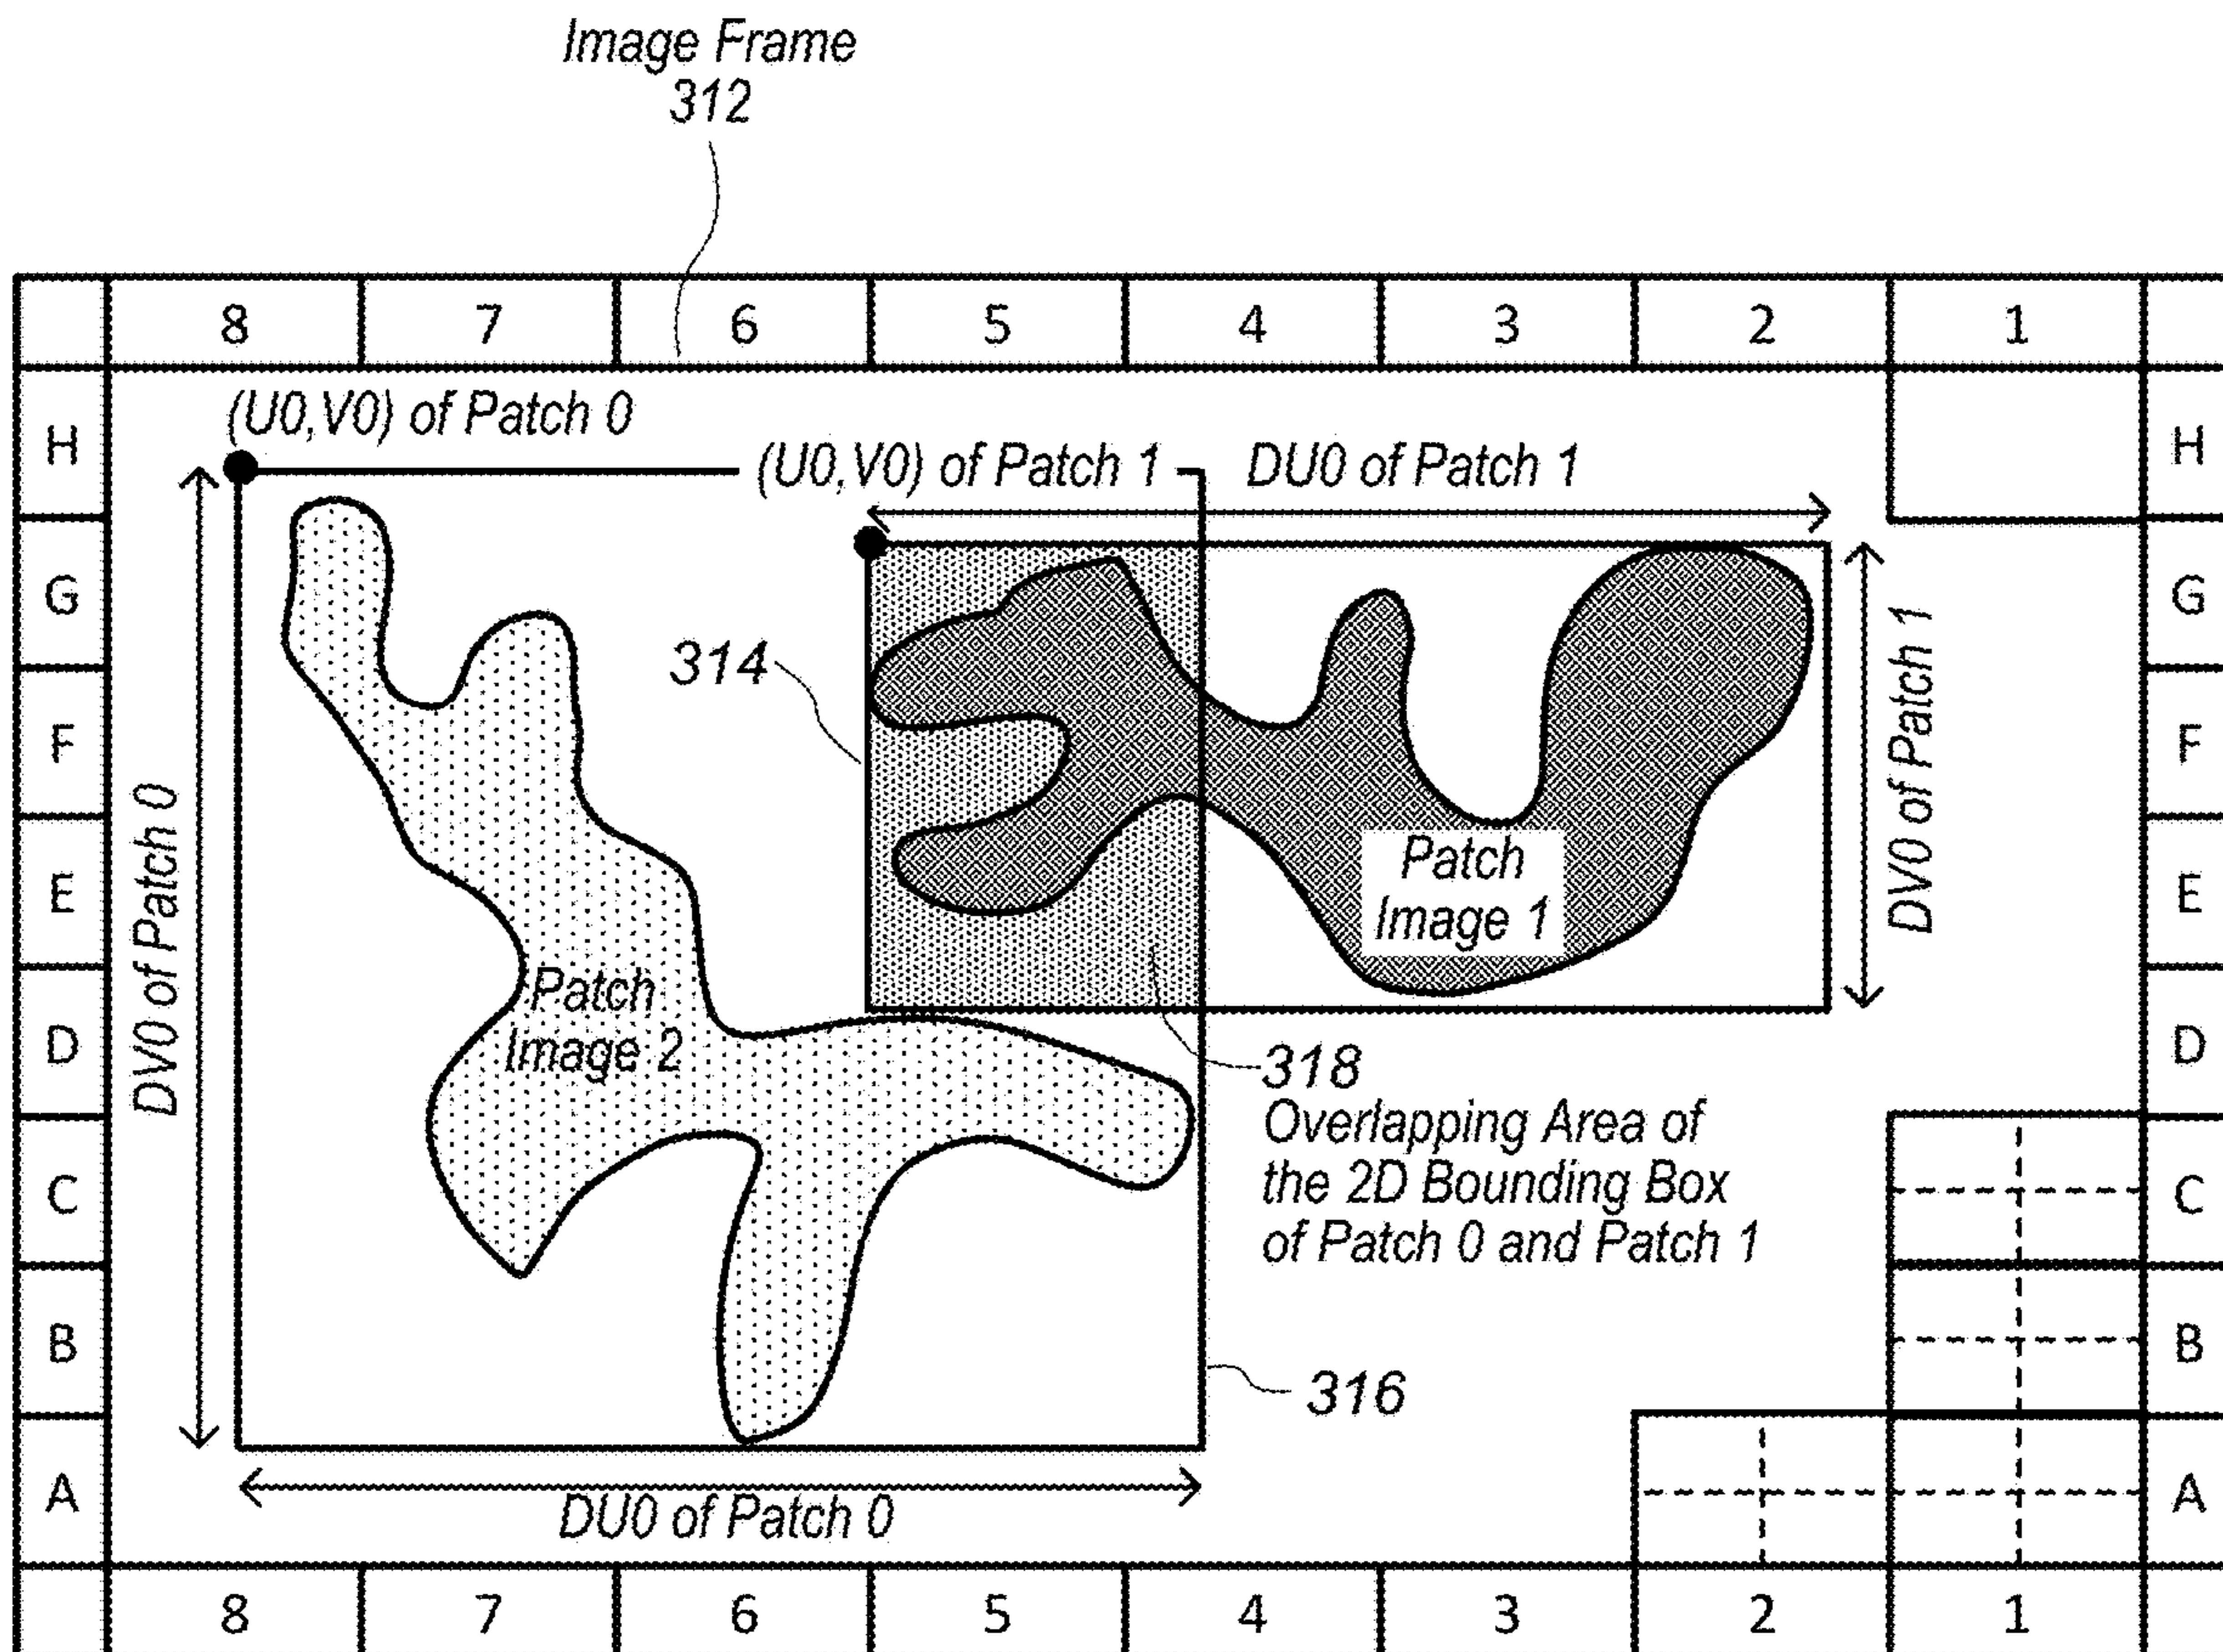 Image Frame
312
8 7 6 5 4 3 2 1
(U0,V0) of Patch 0
H H
(U0,V0) of Patch 1 DU0 of Patch 1
G G
314
DV0 of Patch 1
F F
DV0 of Patch 0
Patch
Image 1
E E
Patch
Image 2
D D
318
Overlapping Area of
the 2D Bounding Box
of Patch 0 and Patch 1
C C
B B
316
A A
DU0 of Patch 0
8 7 6 5 4 3 2 1